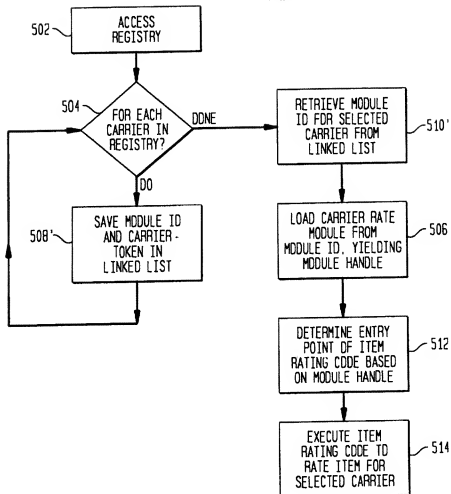 502
ACCESS
REGISTRY
504
FOR EACH
CARRIER IN
REGISTRY?
DONE
DO
508'
SAVE MODULE ID
AND CARRIER-
TOKEN IN
LINKED LIST
RETRIEVE MODULE
ID FOR SELECTED
CARRIER FROM
LINKED LIST
510'
LOAD CARRIER RATE
MODULE FROM
MODULE ID, YIELDING
MODULE HANDLE
506
DETERMINE ENTRY
POINT OF ITEM
RATING CODE BASED
ON MODULE HANDLE
512
EXECUTE ITEM
RATING CODE TO
RATE ITEM FOR
SELECTED CARRIER
514